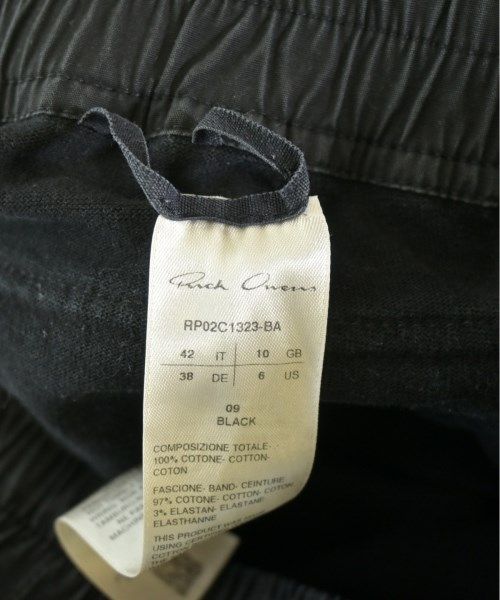 Rick Owens
RP02C1323-BA
42 IT 10 GB
38 DE 6 US
09
BLACK
COMPOSIZIONE TOTALE-
100% COTONE- COTTON-
COTON
FASCIONE- BAND- CEINTURE
97% COTONE- COTTON- COTON
3% ELASTAN- ELASTANE-
ELASTHANNE
THIS PRODUCT WAS
USING
THE